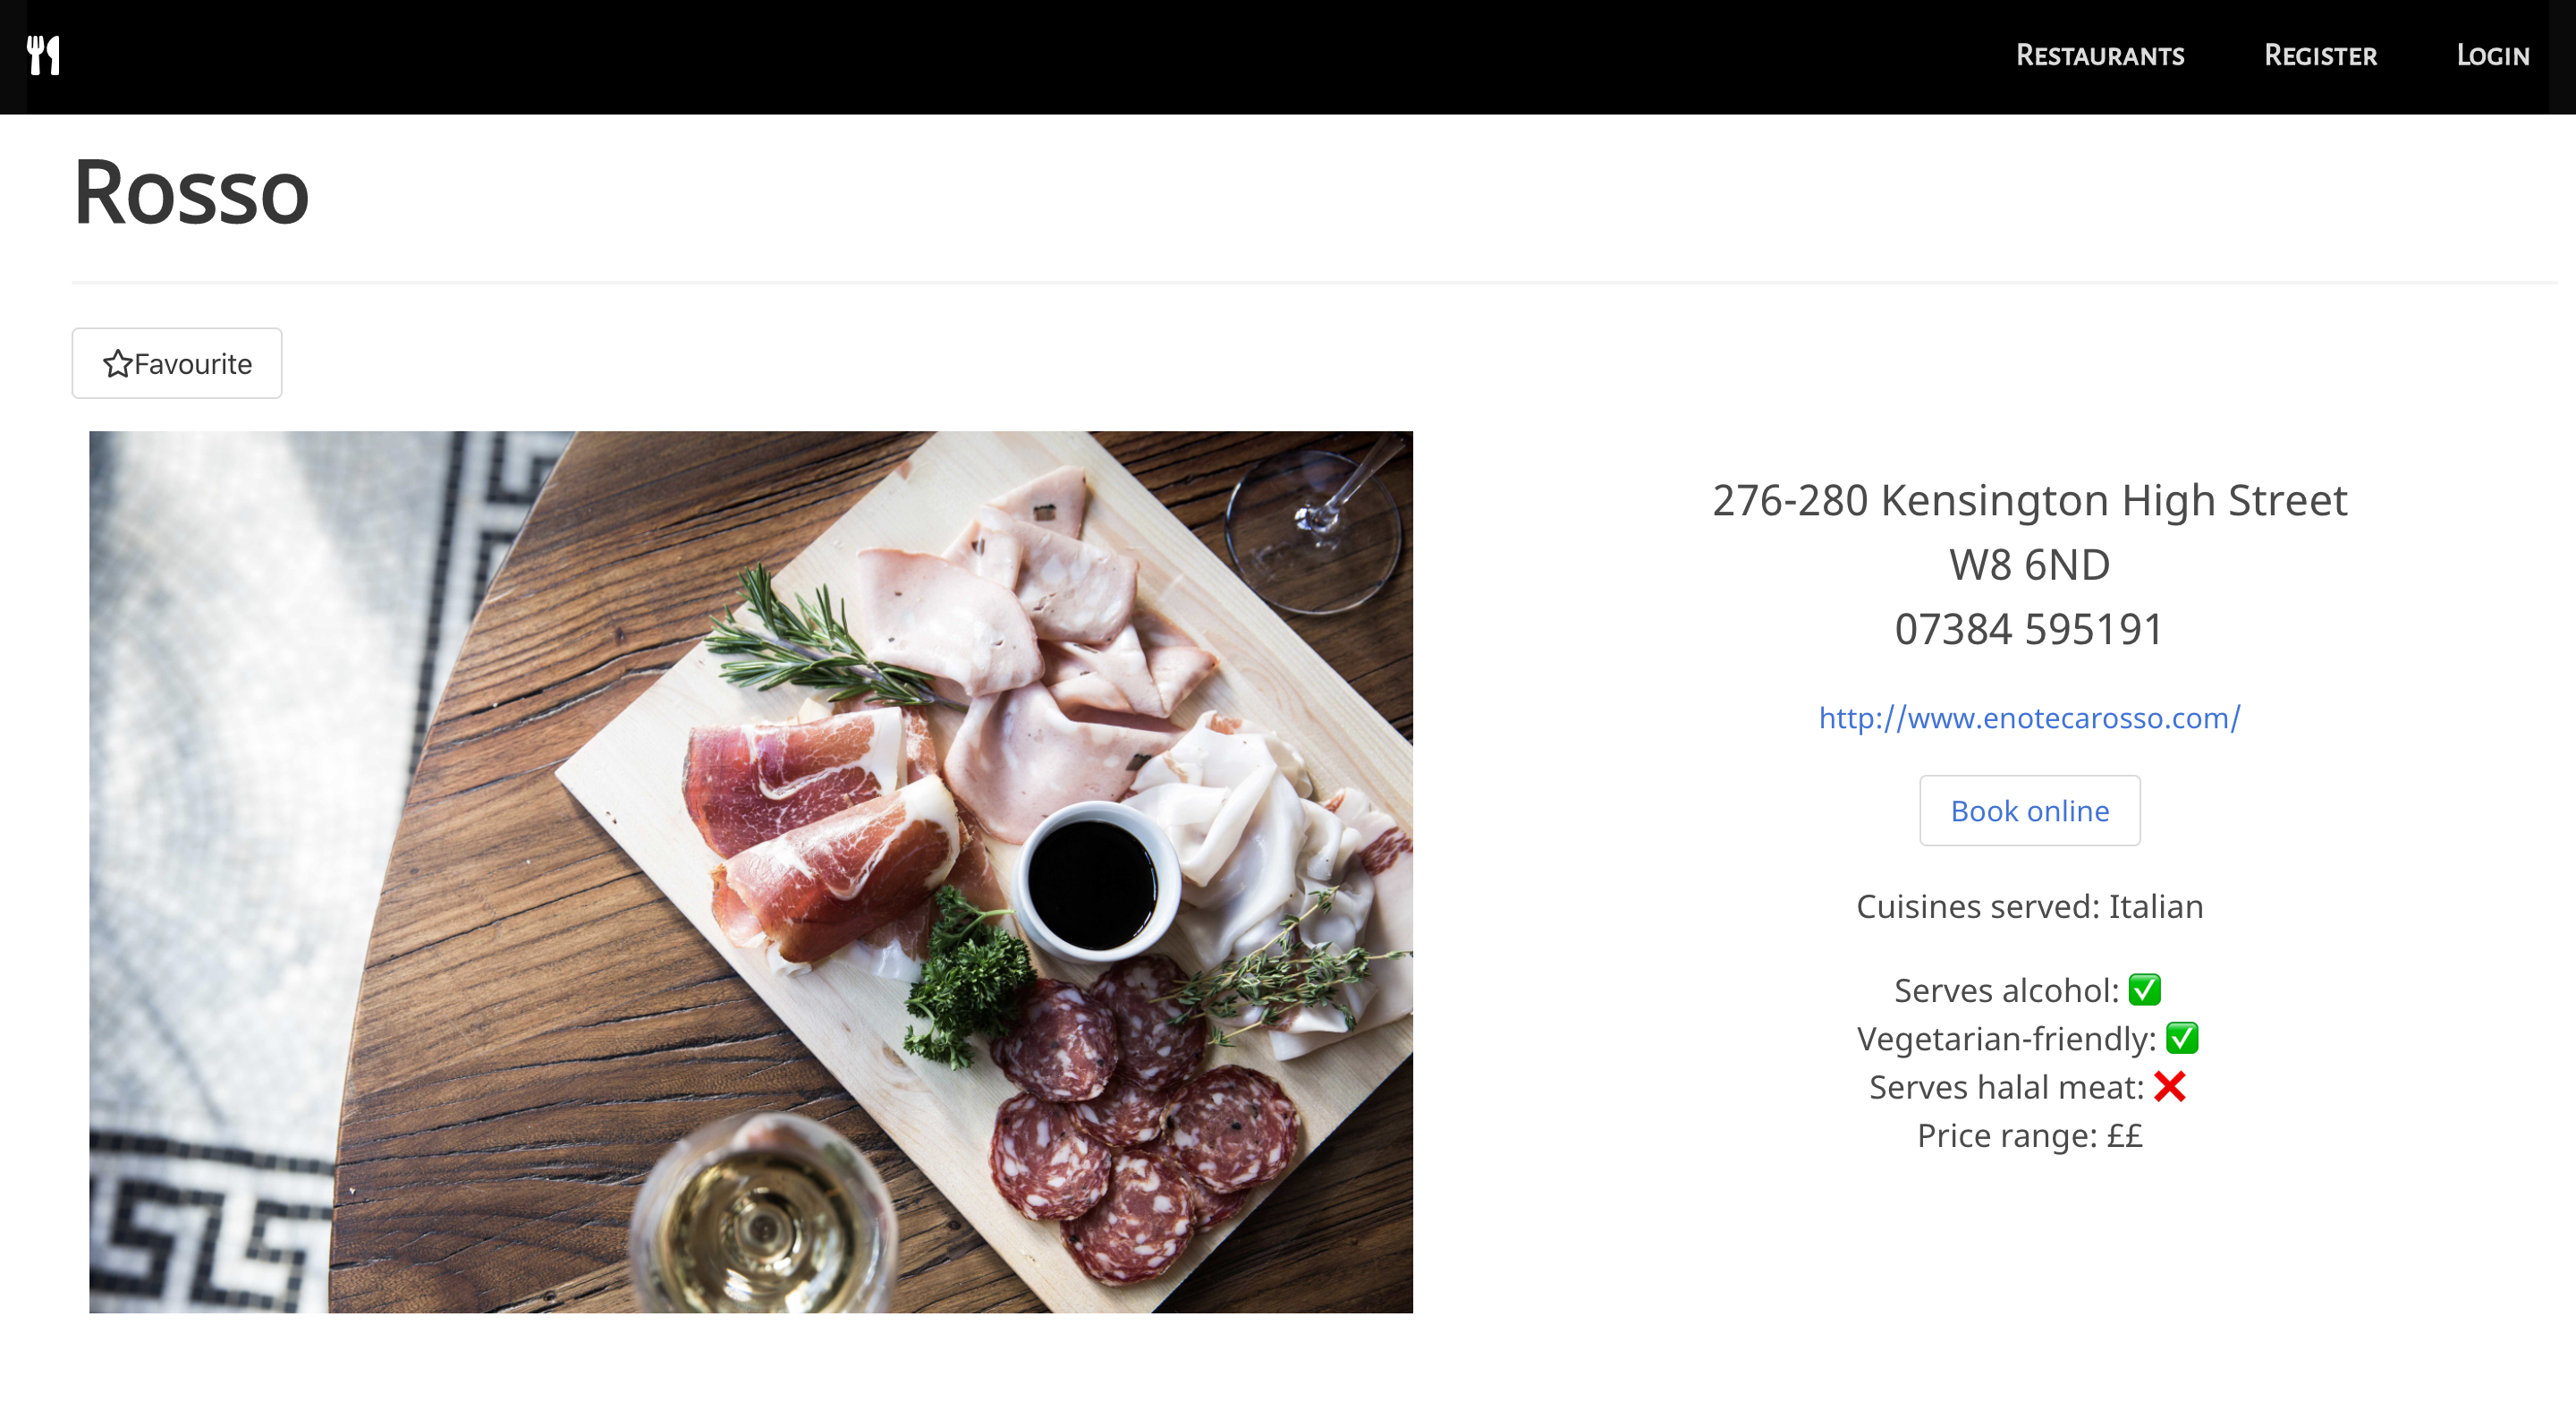 Restaurants Register Login
Rosso
Favourite
276-280 Kensington High Street
W8 6ND
07384 595191
http://www.enotecarosso.com/
Book online
Cuisines served: Italian
Serves alcohol: ✅
Vegetarian-friendly: ✅
Serves halal meat: ❌
Price range: ££